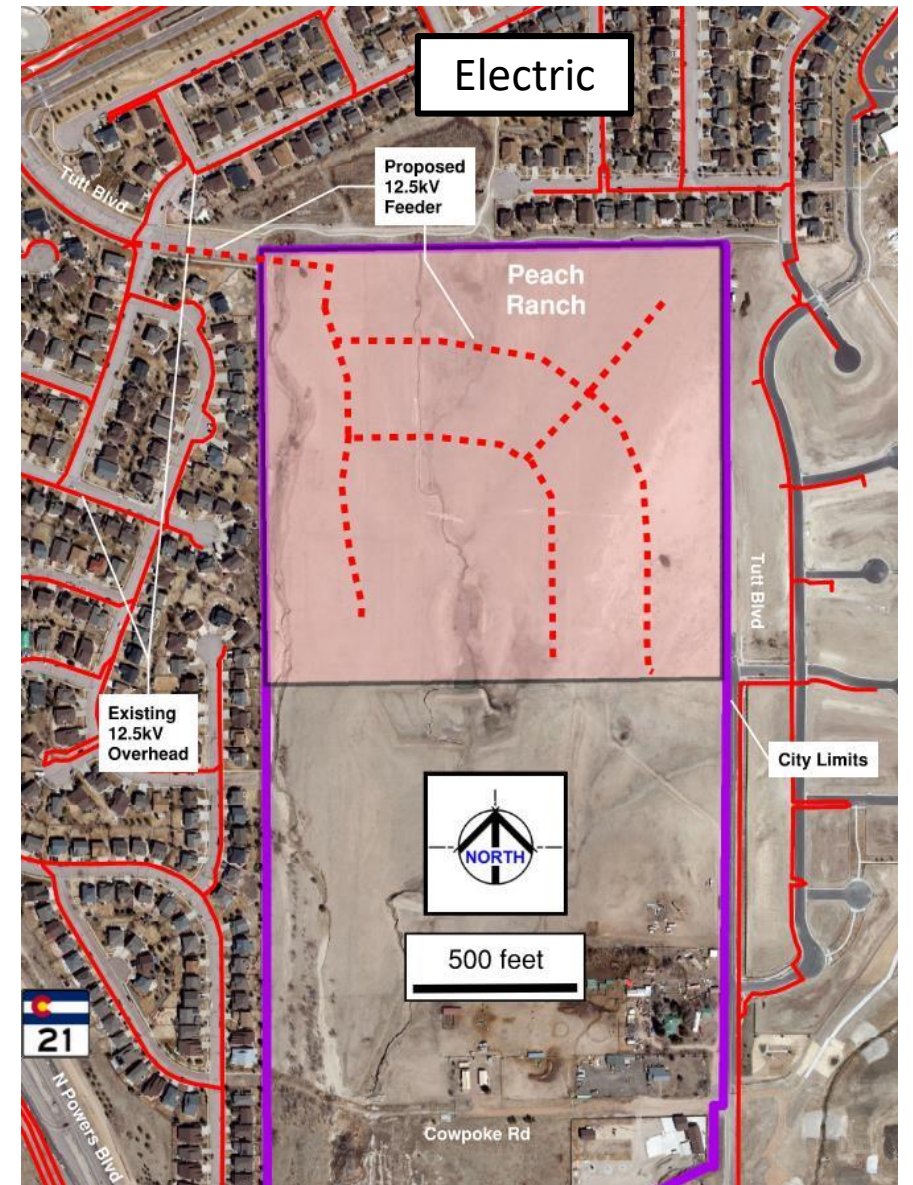 Electric
Tutt Blvd
Proposed
12.5kV
Feeder
Peach
Ranch
Tutt Blvd
Existing
12.5kV
Overhead
City Limits
NORTH
500 feet
21
N Powers Blvd
Cowpoke Rd